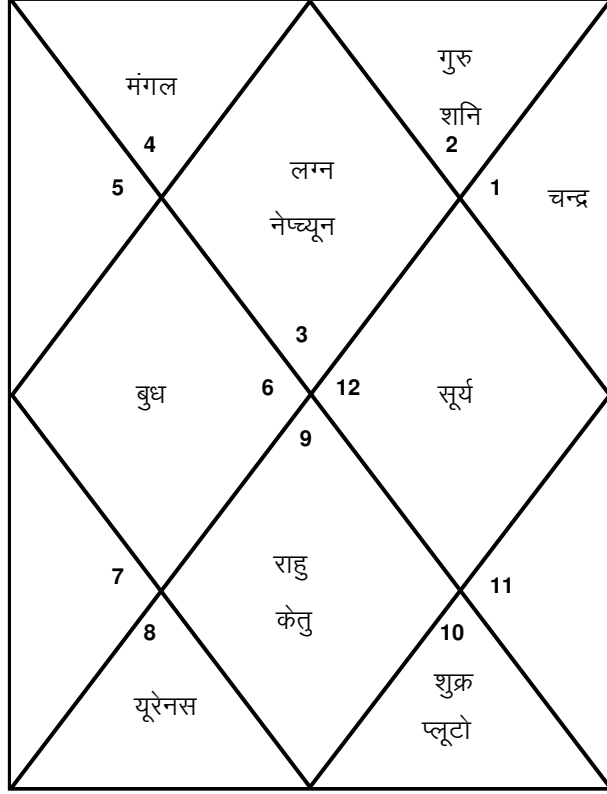 गुरु
मंगल
शनि
4
2
लग्न
5
1
चन्द्र
नेप्च्यून
3
बुध
6
12
सूर्य
9
राहु
7
11
केतु
8
10
शुक्र
यूरेनस
प्लूटो